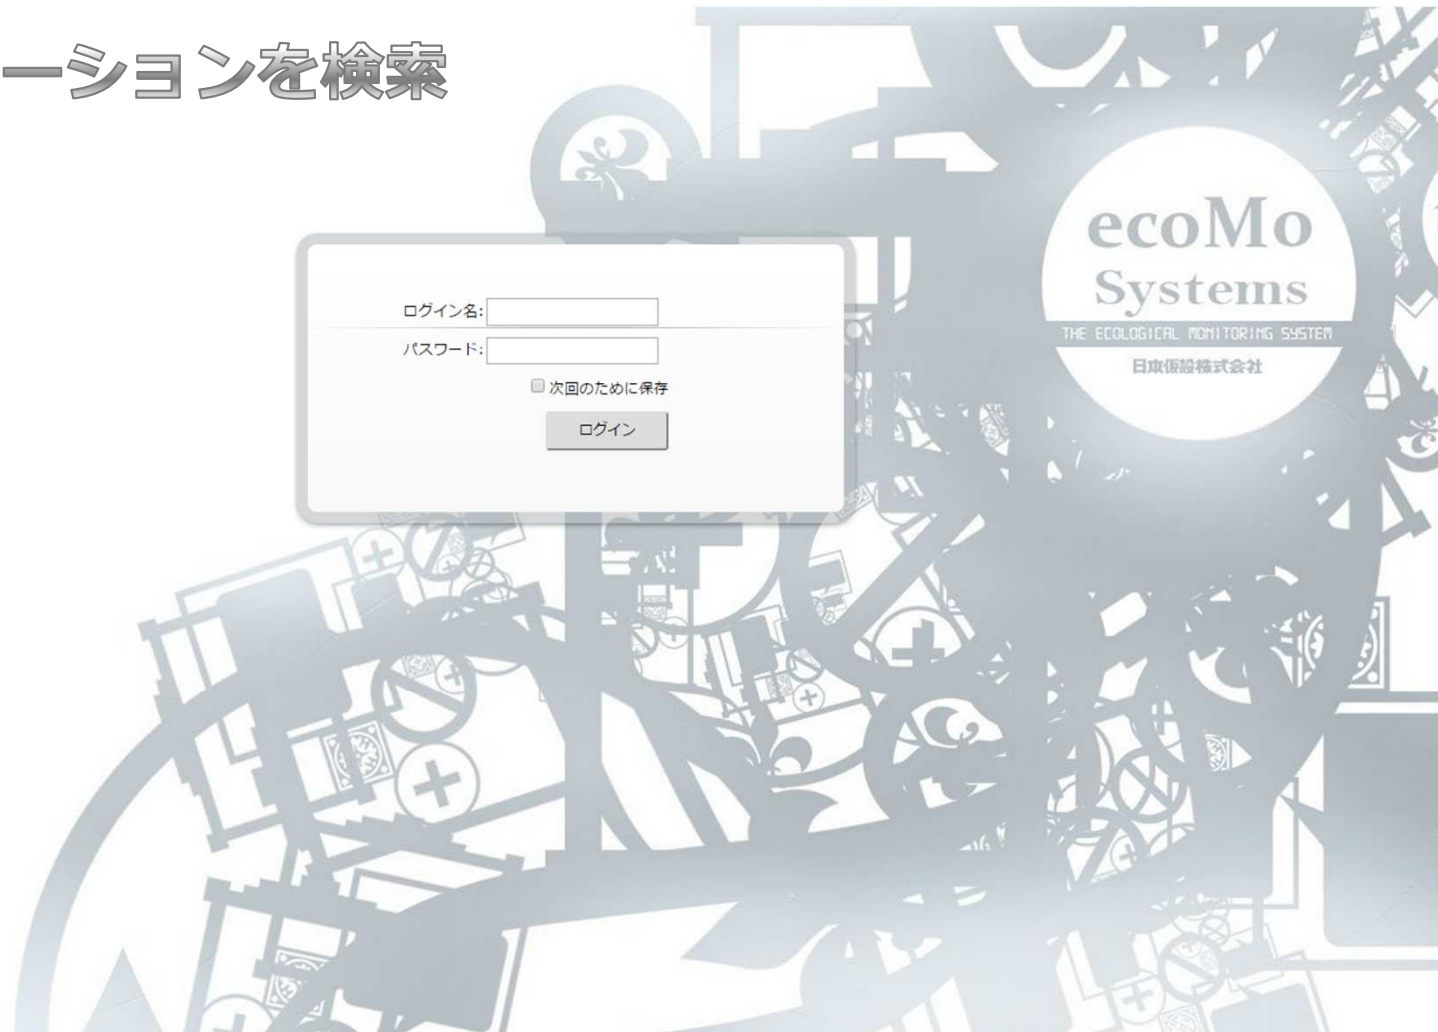 ーションを検索
ログイン名:
パスワード:
次回のために保存
ログイン
ecoMo
Systems
THE ECOLOGICAL MONITORING SYSTEM
日本仮設株式会社